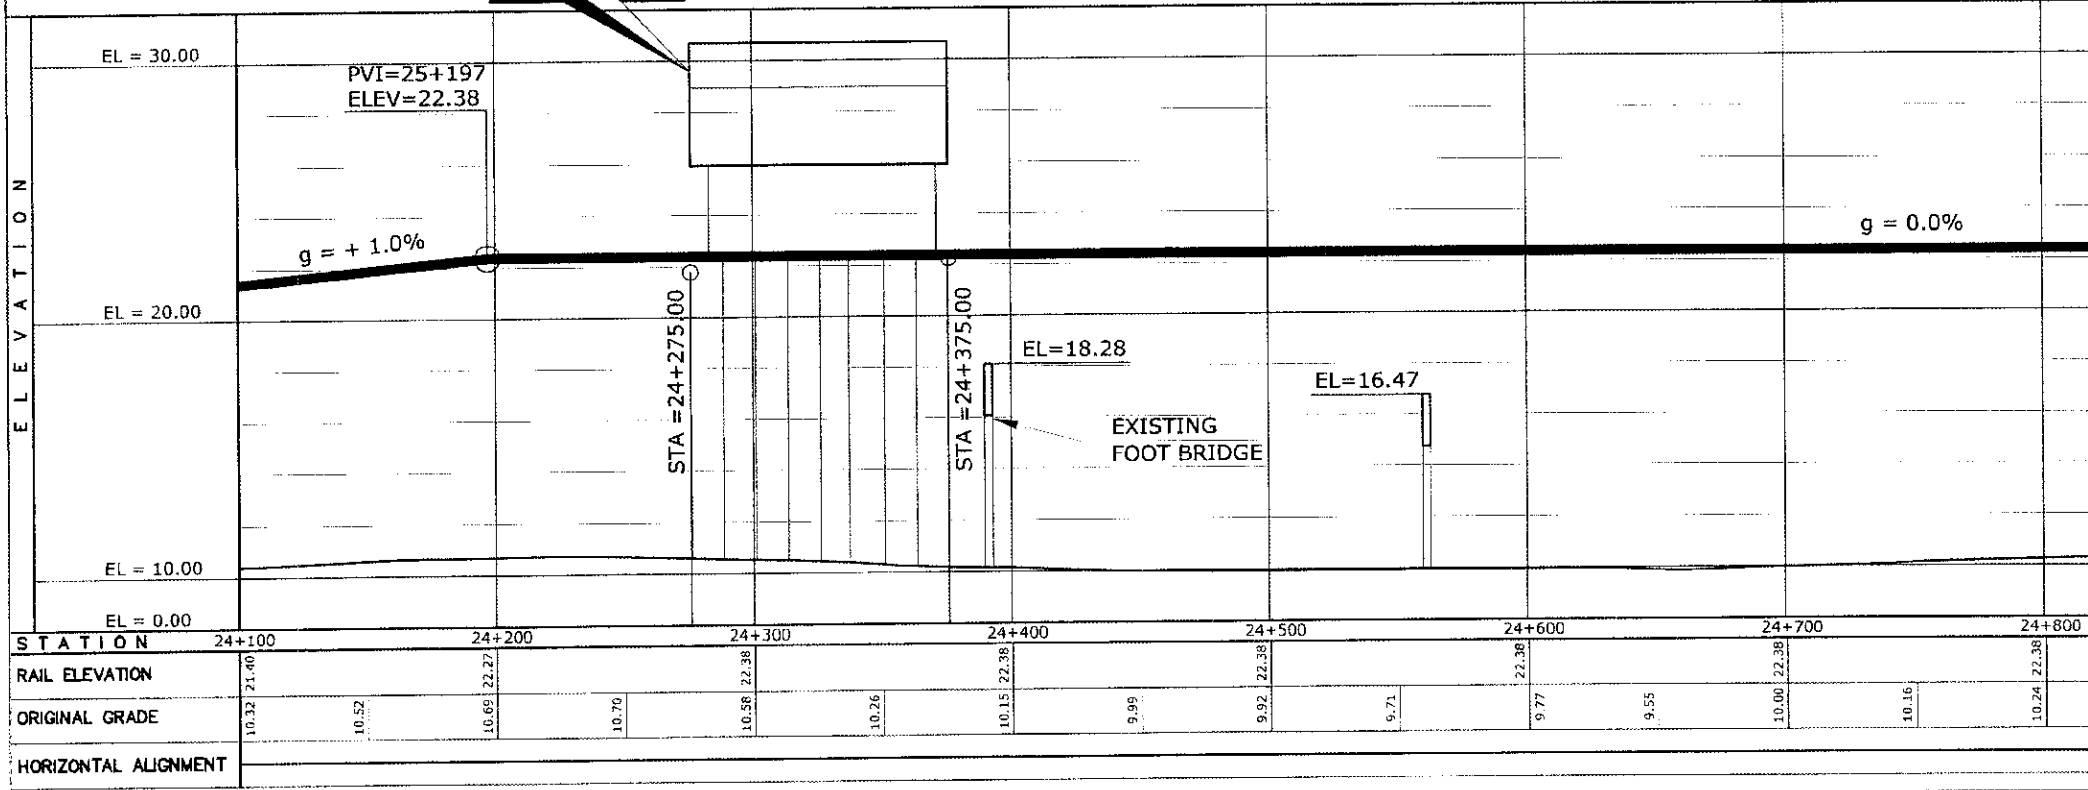 EL = 30.00
PVI=25+197
ELEV=22.38
ELEVATION
g = + 1.0%
g = 0.0%
EL = 20.00
STA =24+275.00
STA =24+375.00
EL=18.28
EL=16.47
EXISTING
FOOT BRIDGE
EL = 10.00
EL = 0.00
STATION 24+100 24+200 24+300 24+400 24+500 24+600 24+700 24+800
RAIL ELEVATION 21.40 22.27 22.38 22.38 22.38 22.38 22.38 22.38
ORIGINAL GRADE 10.32 10.52 10.69 10.70 10.58 10.26 10.15 9.99 9.92 9.71 9.77 9.55 10.00 10.16 10.24
HORIZONTAL ALIGNMENT